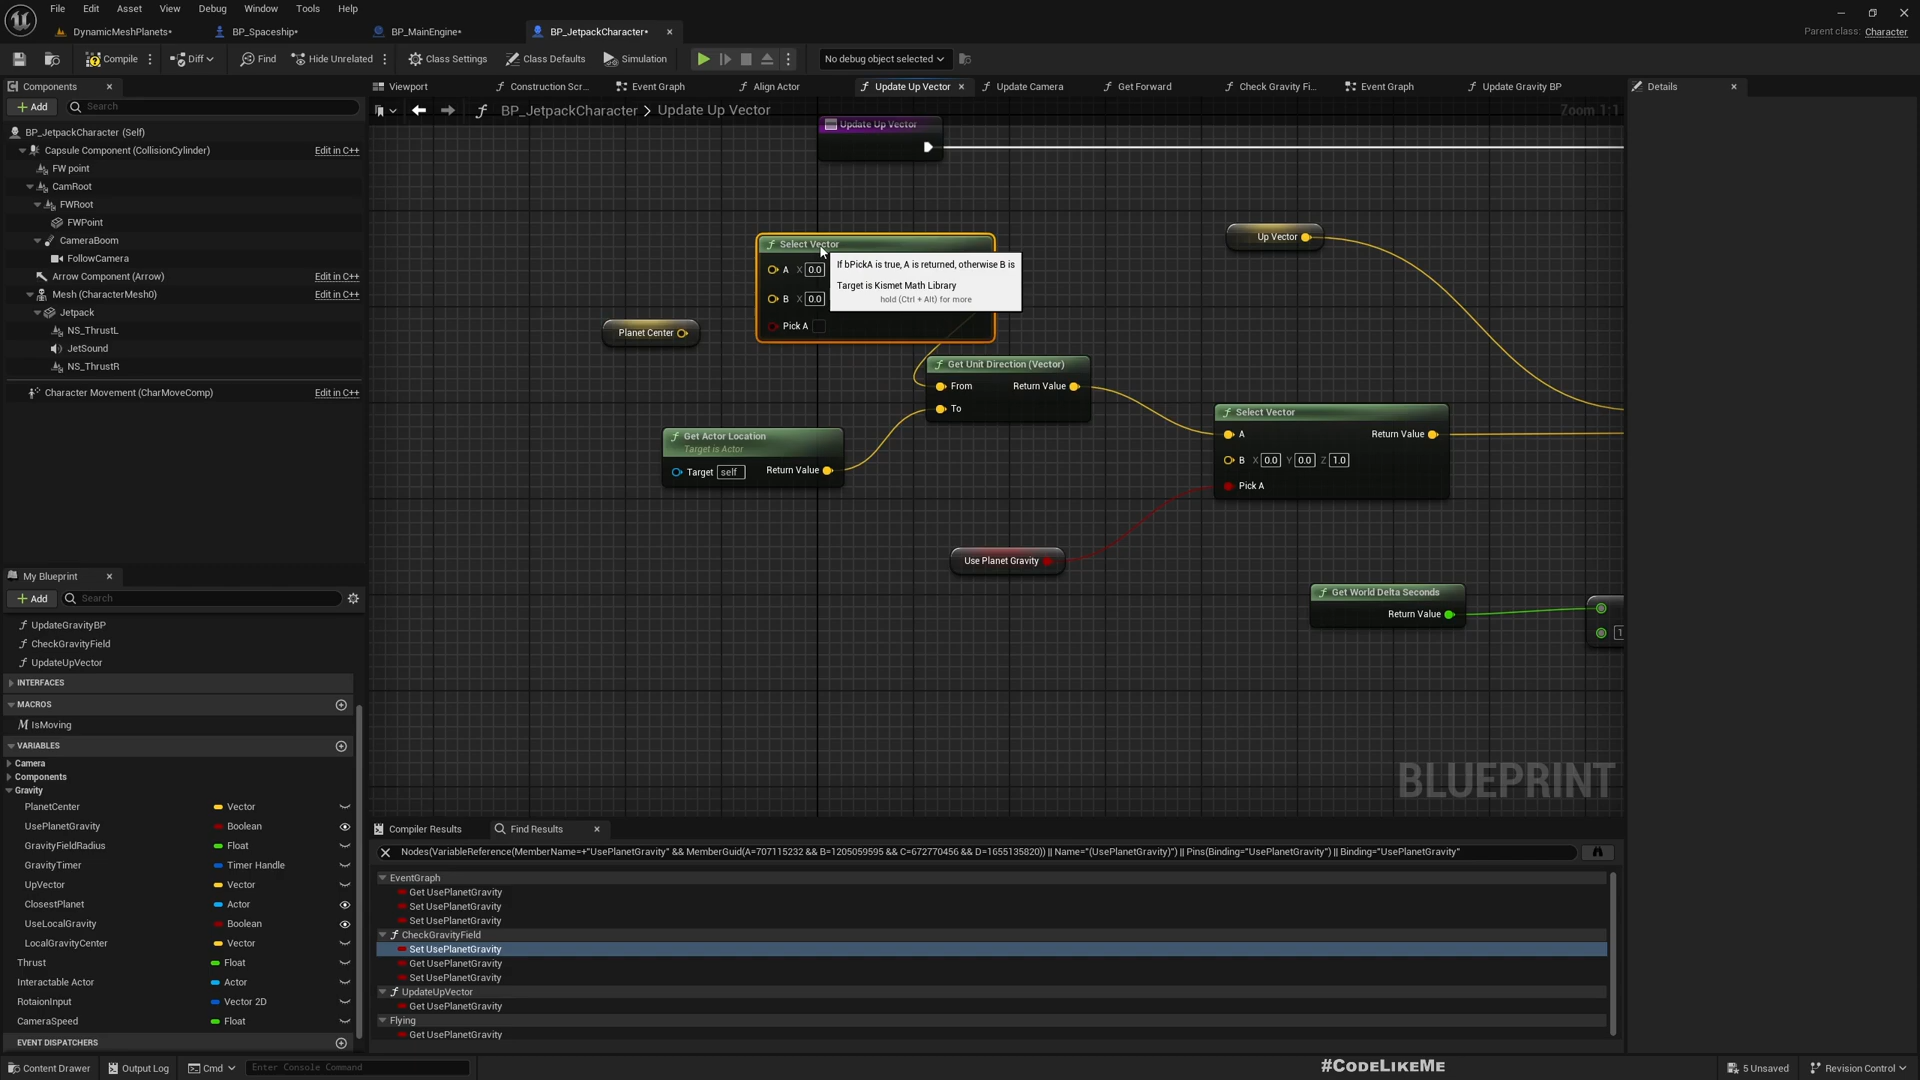 File Edit Asset View Debug Window Tools Help
DynamicMeshPlanets* BP_Spaceship* BP_MainEngine* BP_JetpackCharacter*
Parent class: Character
Compile Diff Find Hide Unrelated Class Settings Class Defaults Simulation No debug object selected
Components
Viewport Construction Scr... Event Graph Align Actor Update Up Vector Update Camera Get Forward Check Gravity Fi... Event Graph Update Gravity BP
Details
Add Search
BP_JetpackCharacter > Update Up Vector
Zoom 1:1
BP_JetpackCharacter (Self)
Capsule Component (CollisionCylinder) Edit in C++
FW point
CamRoot
FWRoot
FWPoint
CameraBoom
FollowCamera
Arrow Component (Arrow) Edit in C++
Mesh (CharacterMesh0) Edit in C++
Jetpack
NS_ThrustL
JetSound
NS_ThrustR
Character Movement (CharMoveComp) Edit in C++
Update Up Vector
Select Vector
A X 0.0
B X 0.0
Pick A
If bPickA is true, A is returned, otherwise B is
Target is Kismet Math Library
hold (Ctrl + Alt) for more
Up Vector
Planet Center
Get Unit Direction (Vector)
From Return Value
To
Get Actor Location
Target is Actor
Target self Return Value
Select Vector
A Return Value
B X 0.0 Y 0.0 Z 1.0
Pick A
Use Planet Gravity
Get World Delta Seconds
Return Value
1
BLUEPRINT
My Blueprint
Add Search
UpdateGravityBP
CheckGravityField
UpdateUpVector
INTERFACES
MACROS
IsMoving
VARIABLES
Camera
Components
Gravity
PlanetCenter Vector
UsePlanetGravity Boolean
GravityFieldRadius Float
GravityTimer Timer Handle
UpVector Vector
ClosestPlanet Actor
UseLocalGravity Boolean
LocalGravityCenter Vector
Thrust Float
Interactable Actor Actor
RotaionInput Vector 2D
CameraSpeed Float
EVENT DISPATCHERS
Compiler Results Find Results
Nodes(VariableReference(MemberName=+"UsePlanetGravity" && MemberGuid(A=707115232 && B=1205059595 && C=672770456 && D=1655135820)) || Name="(UsePlanetGravity)") || Pins(Binding="UsePlanetGravity") || Binding="UsePlanetGravity"
EventGraph
Get UsePlanetGravity
Set UsePlanetGravity
Set UsePlanetGravity
CheckGravityField
Set UsePlanetGravity
Get UsePlanetGravity
Set UsePlanetGravity
UpdateUpVector
Get UsePlanetGravity
Flying
Get UsePlanetGravity
Content Drawer Output Log Cmd Enter Console Command
#CODELIKEME
5 Unsaved Revision Control